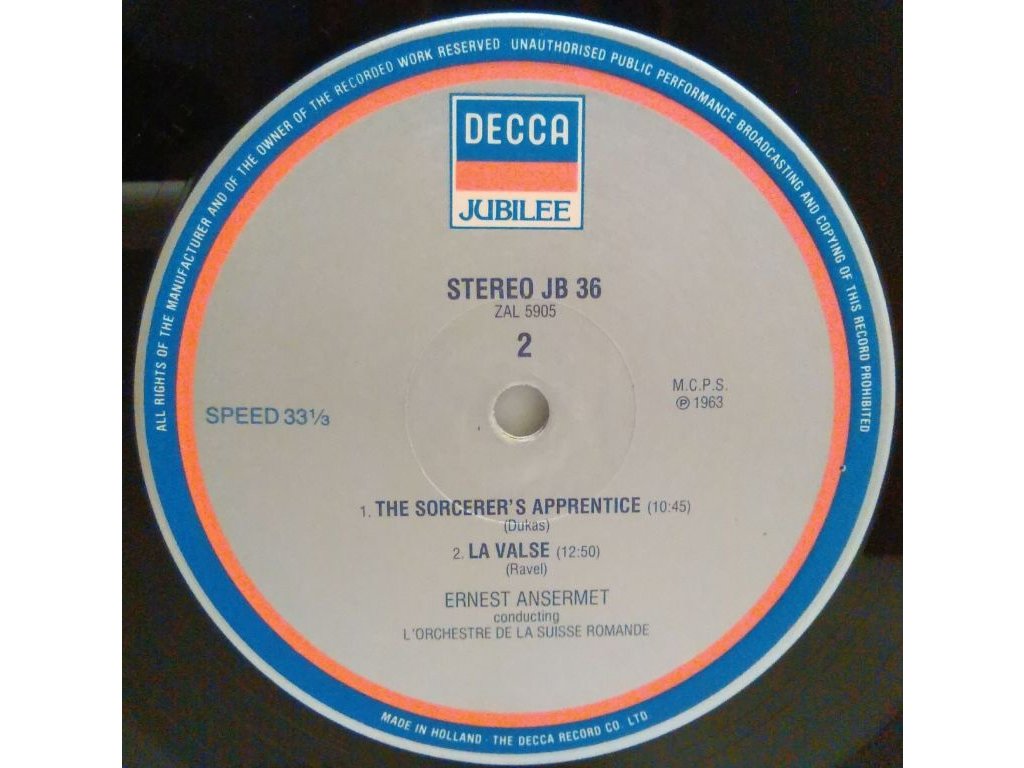 ALL RIGHTS OF THE MANUFACTURER AND OF THE OWNER OF THE RECORDED WORK RESERVED UNAUTHORISED PUBLIC PERFORMANCE BROADCASTING AND COPYING OF THIS RECORD PROHIBITED
DECCA
JUBILEE
STEREO JB 36
ZAL 5905
2
M.C.P.S.
℗ 1963
SPEED 33⅓
1. THE SORCERER'S APPRENTICE (10:45)
(Dukas)
2. LA VALSE (12:50)
(Ravel)
ERNEST ANSERMET
conducting
L'ORCHESTRE DE LA SUISSE ROMANDE
MADE IN HOLLAND · THE DECCA RECORD CO. LTD.